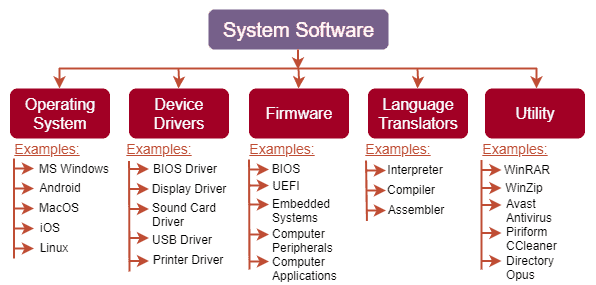 System Software
Operating
System
Device
Drivers
Firmware
Language
Translators
Utility
Examples:
MS Windows
Android
MacOS
iOS
Linux
Examples:
BIOS Driver
Display Driver
Sound Card
Driver
USB Driver
Printer Driver
Examples:
BIOS
UEFI
Embedded
Systems
Computer
Peripherals
Computer
Applications
Examples:
Interpreter
Compiler
Assembler
Examples:
WinRAR
WinZip
Avast
Antivirus
Piriform
CCleaner
Directory
Opus